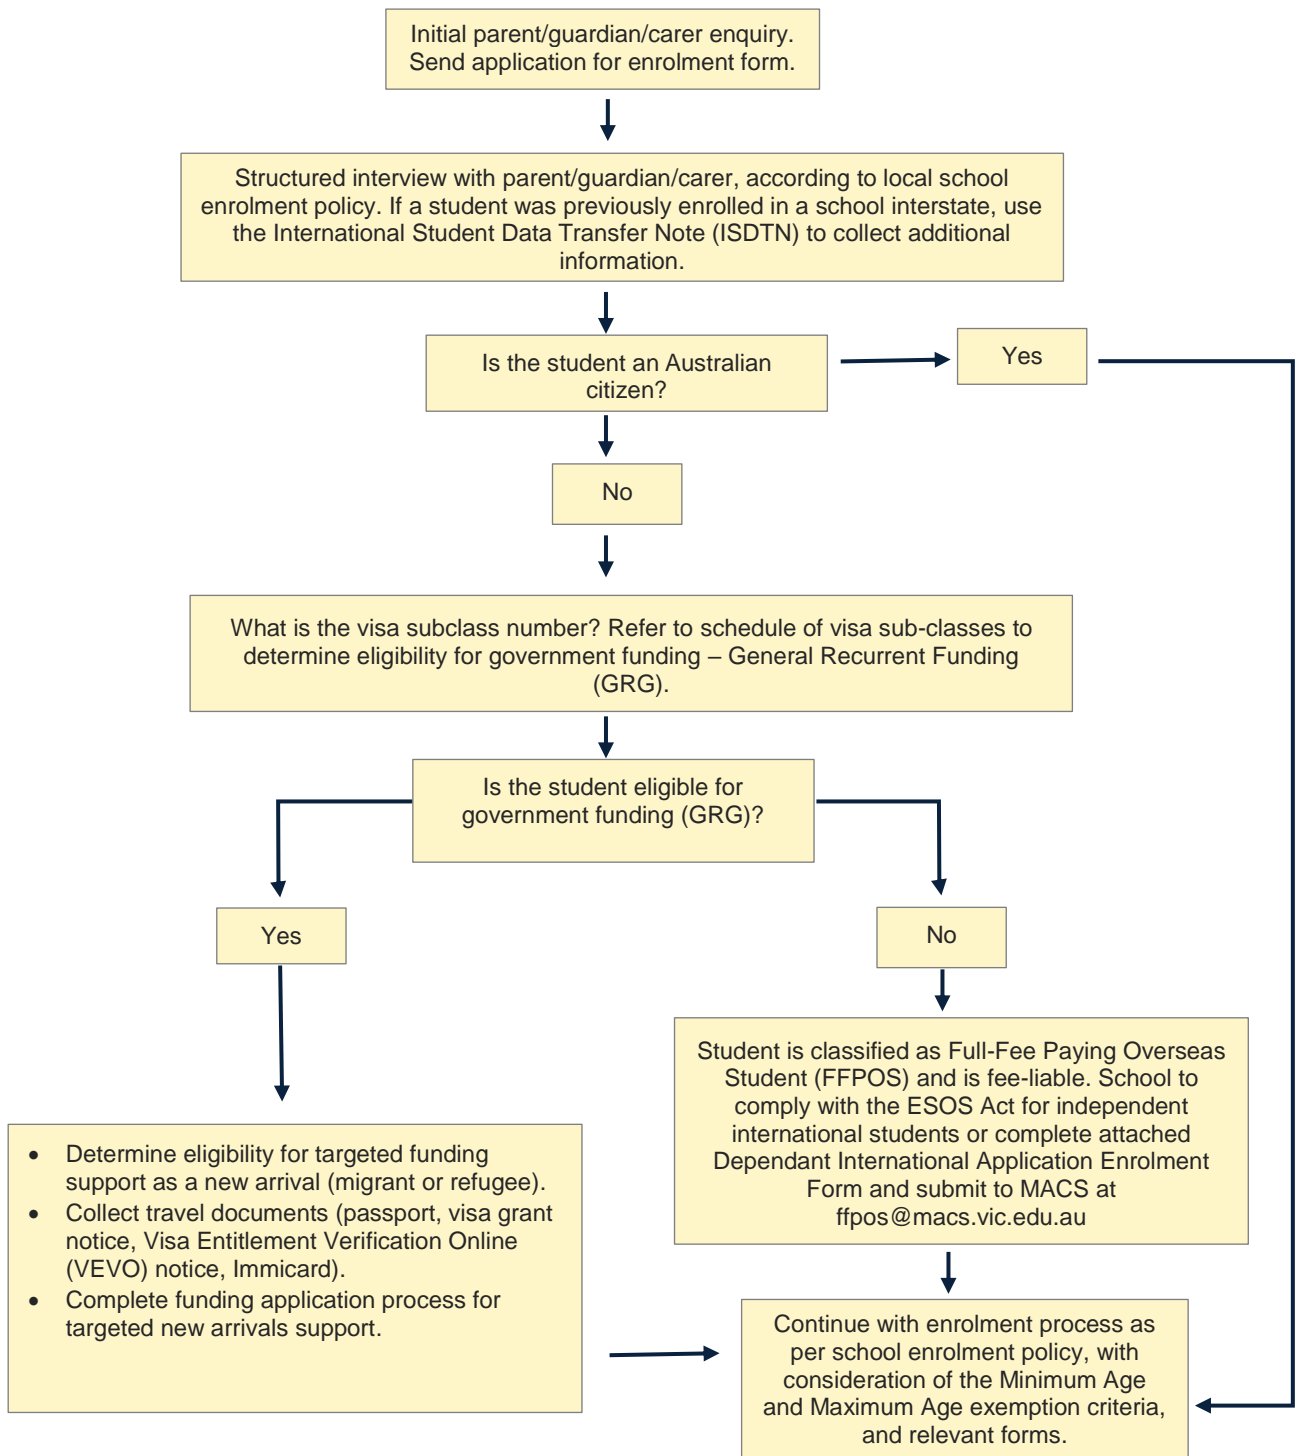 Initial parent/guardian/carer enquiry.
Send application for enrolment form.
Structured interview with parent/guardian/carer, according to local school
enrolment policy. If a student was previously enrolled in a school interstate, use
the International Student Data Transfer Note (ISDTN) to collect additional
information.
Is the student an Australian
citizen?
Yes
No
What is the visa subclass number? Refer to schedule of visa sub-classes to
determine eligibility for government funding – General Recurrent Funding
(GRG).
Is the student eligible for
government funding (GRG)?
Yes
No
Student is classified as Full-Fee Paying Overseas
Student (FFPOS) and is fee-liable. School to
comply with the ESOS Act for independent
international students or complete attached
Dependant International Application Enrolment
Form and submit to MACS at
ffpos@macs.vic.edu.au
• Determine eligibility for targeted funding
support as a new arrival (migrant or refugee).
• Collect travel documents (passport, visa grant
notice, Visa Entitlement Verification Online
(VEVO) notice, Immicard).
• Complete funding application process for
targeted new arrivals support.
Continue with enrolment process as
per school enrolment policy, with
consideration of the Minimum Age
and Maximum Age exemption criteria,
and relevant forms.